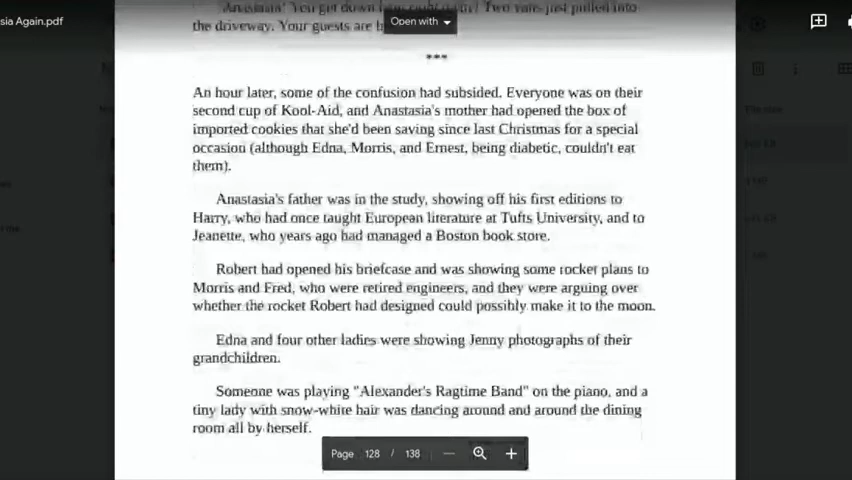 sia Again.pdf
Open with
the driveway. Your guests are
***
An hour later, some of the confusion had subsided. Everyone was on their
second cup of Kool-Aid, and Anastasia's mother had opened the box of
imported cookies that she'd been saving since last Christmas for a special
occasion (although Edna, Morris, and Ernest, being diabetic, couldn't eat
them).
Anastasia's father was in the study, showing off his first editions to
Harry, who had once taught European literature at Tufts University, and to
Jeanette, who years ago had managed a Boston book store.
Robert had opened his briefcase and was showing some rocket plans to
Morris and Fred, who were retired engineers, and they were arguing over
whether the rocket Robert had designed could possibly make it to the moon.
Edna and four other ladies were showing Jenny photographs of their
grandchildren.
Someone was playing "Alexander's Ragtime Band" on the piano, and a
tiny lady with snow-white hair was dancing around and around the dining
room all by herself.
Page 128 / 138